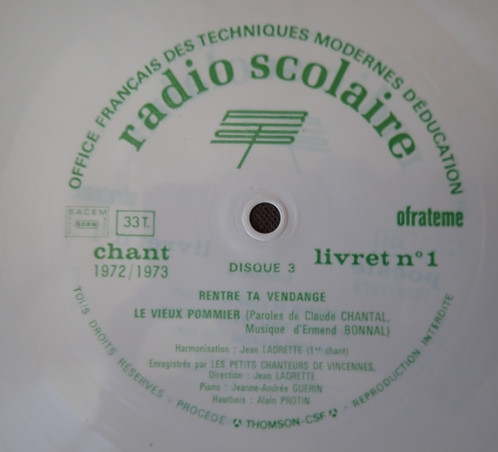 OFFICE FRANÇAIS DES TECHNIQUES MODERNES D'ÉDUCATION
radio scolaire
SACEM
33 T.
ofrateme
chant
1972/1973
DISQUE 3
livret n° 1
RENTRE TA VENDANGE
LE VIEUX POMMIER (Paroles de Claude CHANTAL,
Musique d'Ermend BONNAL)
Harmonisation : Jean LADRETTE (1er chant)
Enregistrée par LES PETITS CHANTEURS DE VINCENNES.
Direction : Jean LADRETTE
Piano : Jeanne-Andrée GUERIN
Hautbois : Alain PROTIN
TOUS DROITS RÉSERVÉS - PROCÉDÉ THOMSON-CSF - REPRODUCTION INTERDITE